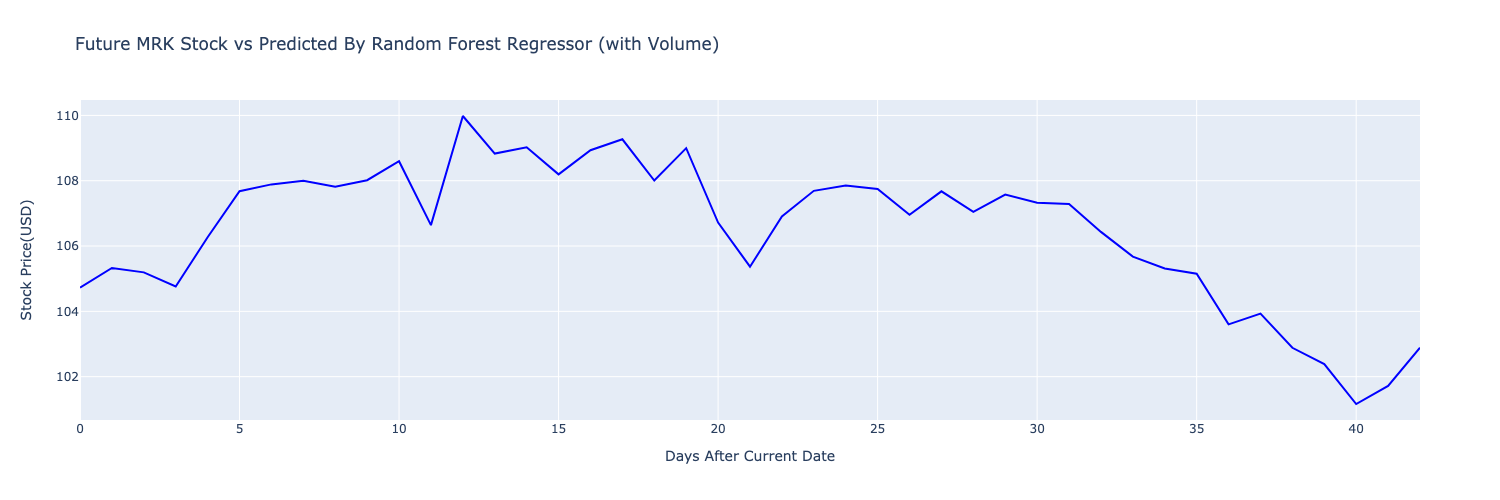 Future MRK Stock vs Predicted By Random Forest Regressor (with Volume)
Stock Price(USD)
110
108
106
104
102
0 5 10 15 20 25 30 35 40
Days After Current Date